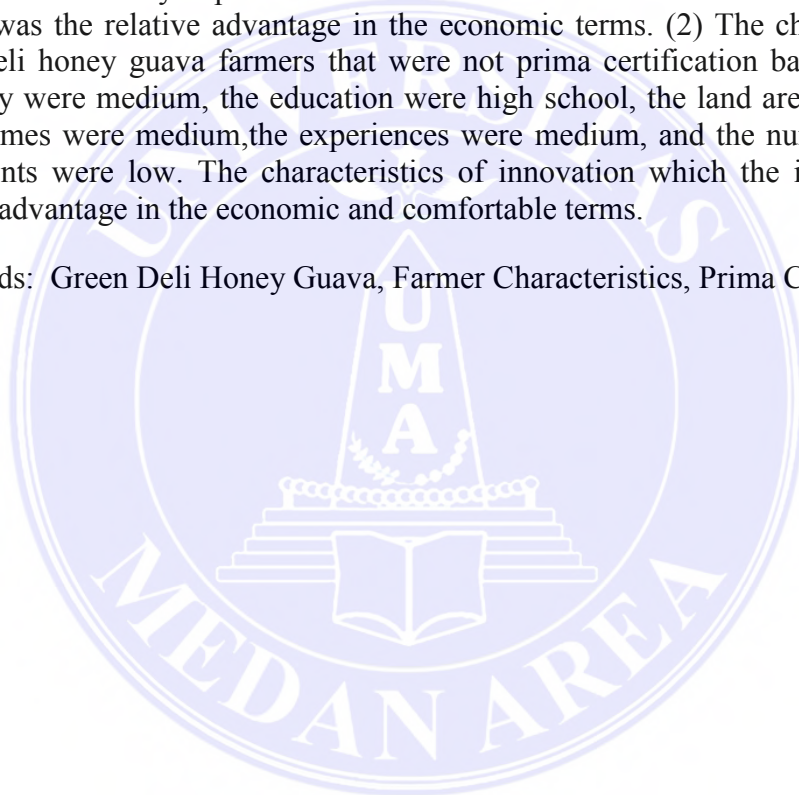 was the relative advantage in the economic terms. (2) The ch
eli honey guava farmers that were not prima certification ba
y were medium, the education were high school, the land are
mes were medium,the experiences were medium, and the nu
nts were low. The characteristics of innovation which the i
advantage in the economic and comfortable terms.
ds: Green Deli Honey Guava, Farmer Characteristics, Prima C
UNIVERSITAS
UMA
MEDAN AREA